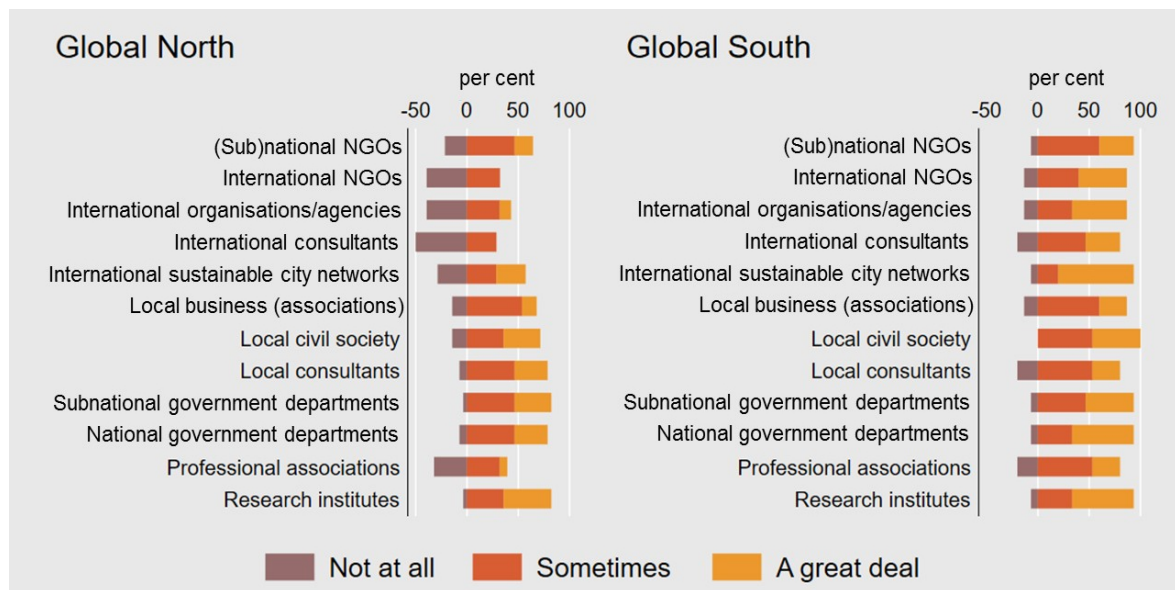 Global North
per cent
-50 0 50 100
(Sub)national NGOs
International NGOs
International organisations/agencies
International consultants
International sustainable city networks
Local business (associations)
Local civil society
Local consultants
Subnational government departments
National government departments
Professional associations
Research institutes
Global South
per cent
-50 0 50 100
(Sub)national NGOs
International NGOs
International organisations/agencies
International consultants
International sustainable city networks
Local business (associations)
Local civil society
Local consultants
Subnational government departments
National government departments
Professional associations
Research institutes
Not at all Sometimes A great deal